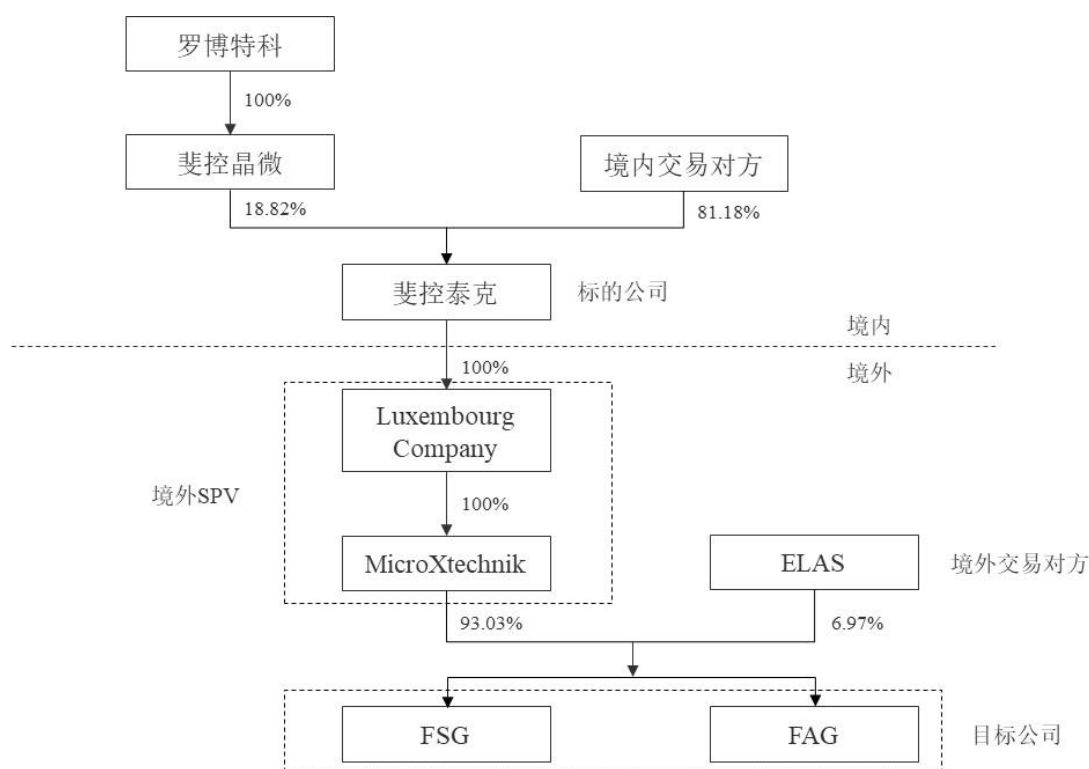 罗博特科
100%
斐控晶微
境内交易对方
18.82%
81.18%
斐控泰克
标的公司
境内
100%
境外
Luxembourg
Company
境外SPV
100%
MicroXtechnik
ELAS
境外交易对方
93.03%
6.97%
FSG
FAG
目标公司